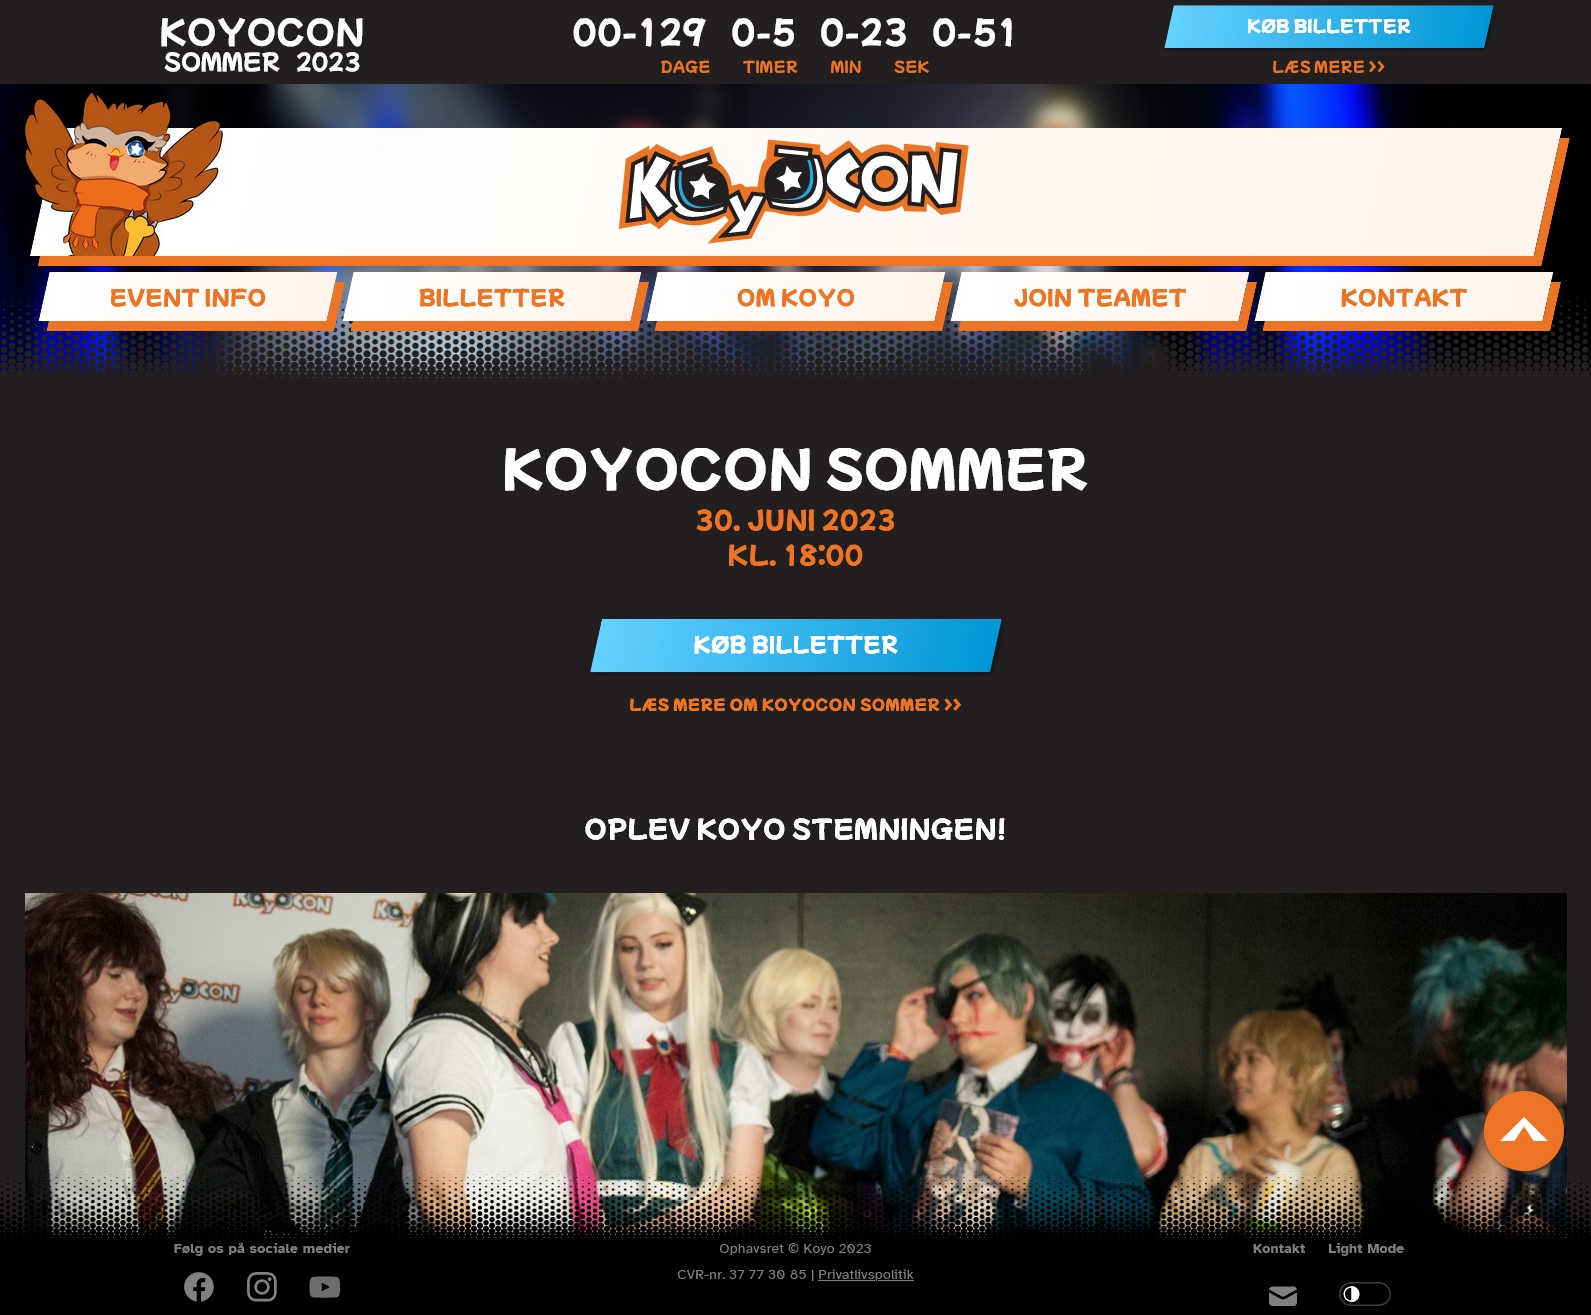 KOYOCON
SOMMER 2023
00-129 0-5 0-23 0-51
DAGE TIMER MIN SEK
KØB BILLETTER
LÆS MERE >>
KOYOCON
EVENT INFO
BILLETTER
OM KOYO
JOIN TEAMET
KONTAKT
KOYOCON SOMMER
30. JUNI 2023
KL. 18:00
KØB BILLETTER
LÆS MERE OM KOYOCON SOMMER >>
OPLEV KOYO STEMNINGEN!
Følg os på sociale medier
Ophavsret © Koyo 2023
CVR-nr. 37 77 30 85 | Privatlivspolitik
Kontakt
Light Mode